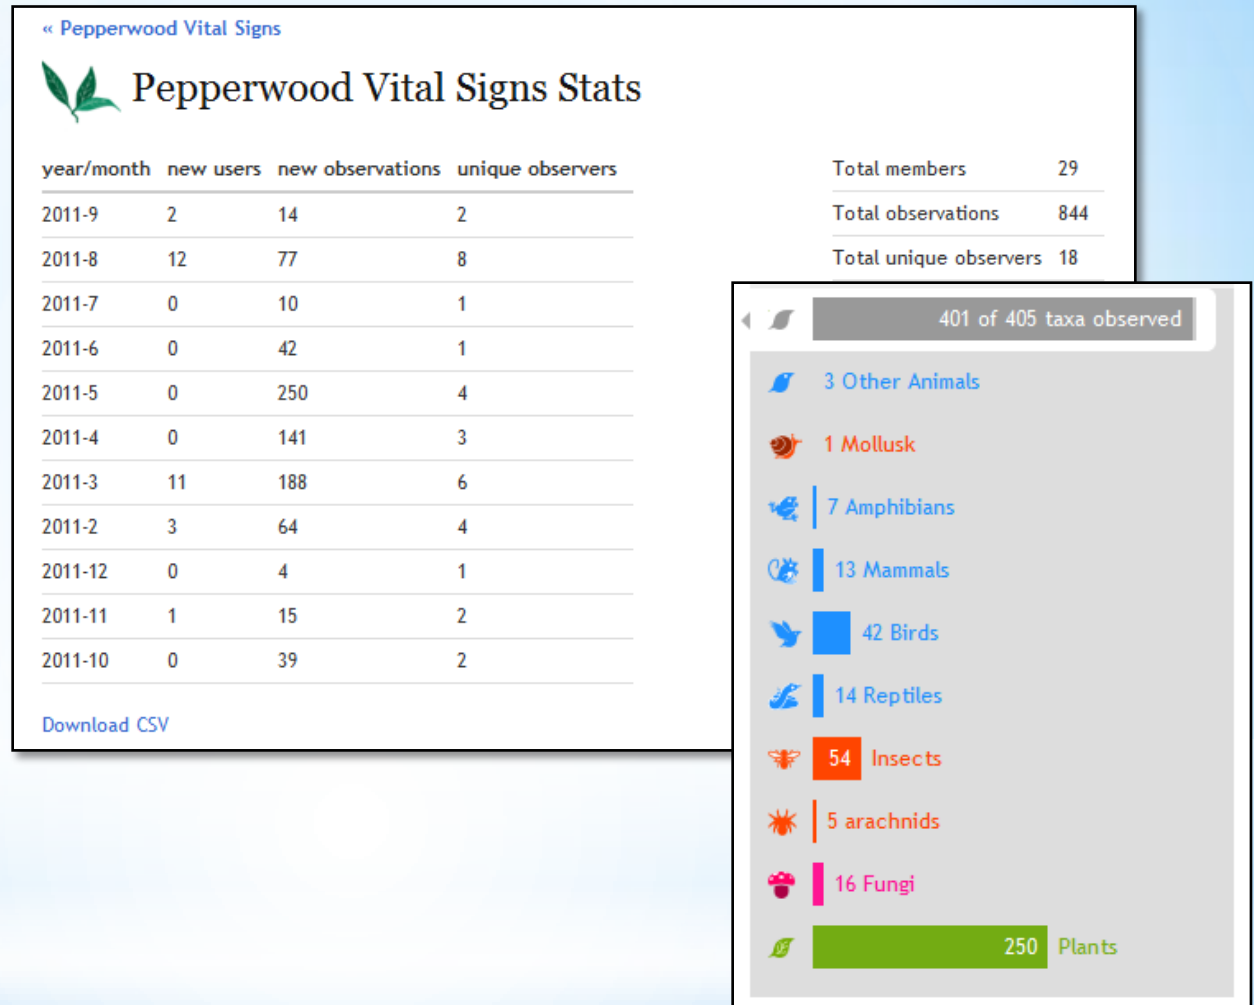 « Pepperwood Vital Signs
Pepperwood Vital Signs Stats
year/month new users new observations unique observers
2011-9 2 14 2
2011-8 12 77 8
2011-7 0 10 1
2011-6 0 42 1
2011-5 0 250 4
2011-4 0 141 3
2011-3 11 188 6
2011-2 3 64 4
2011-12 0 4 1
2011-11 1 15 2
2011-10 0 39 2
Download CSV
Total members 29
Total observations 844
Total unique observers 18
401 of 405 taxa observed
3 Other Animals
1 Mollusk
7 Amphibians
13 Mammals
42 Birds
14 Reptiles
54 Insects
5 arachnids
16 Fungi
250 Plants